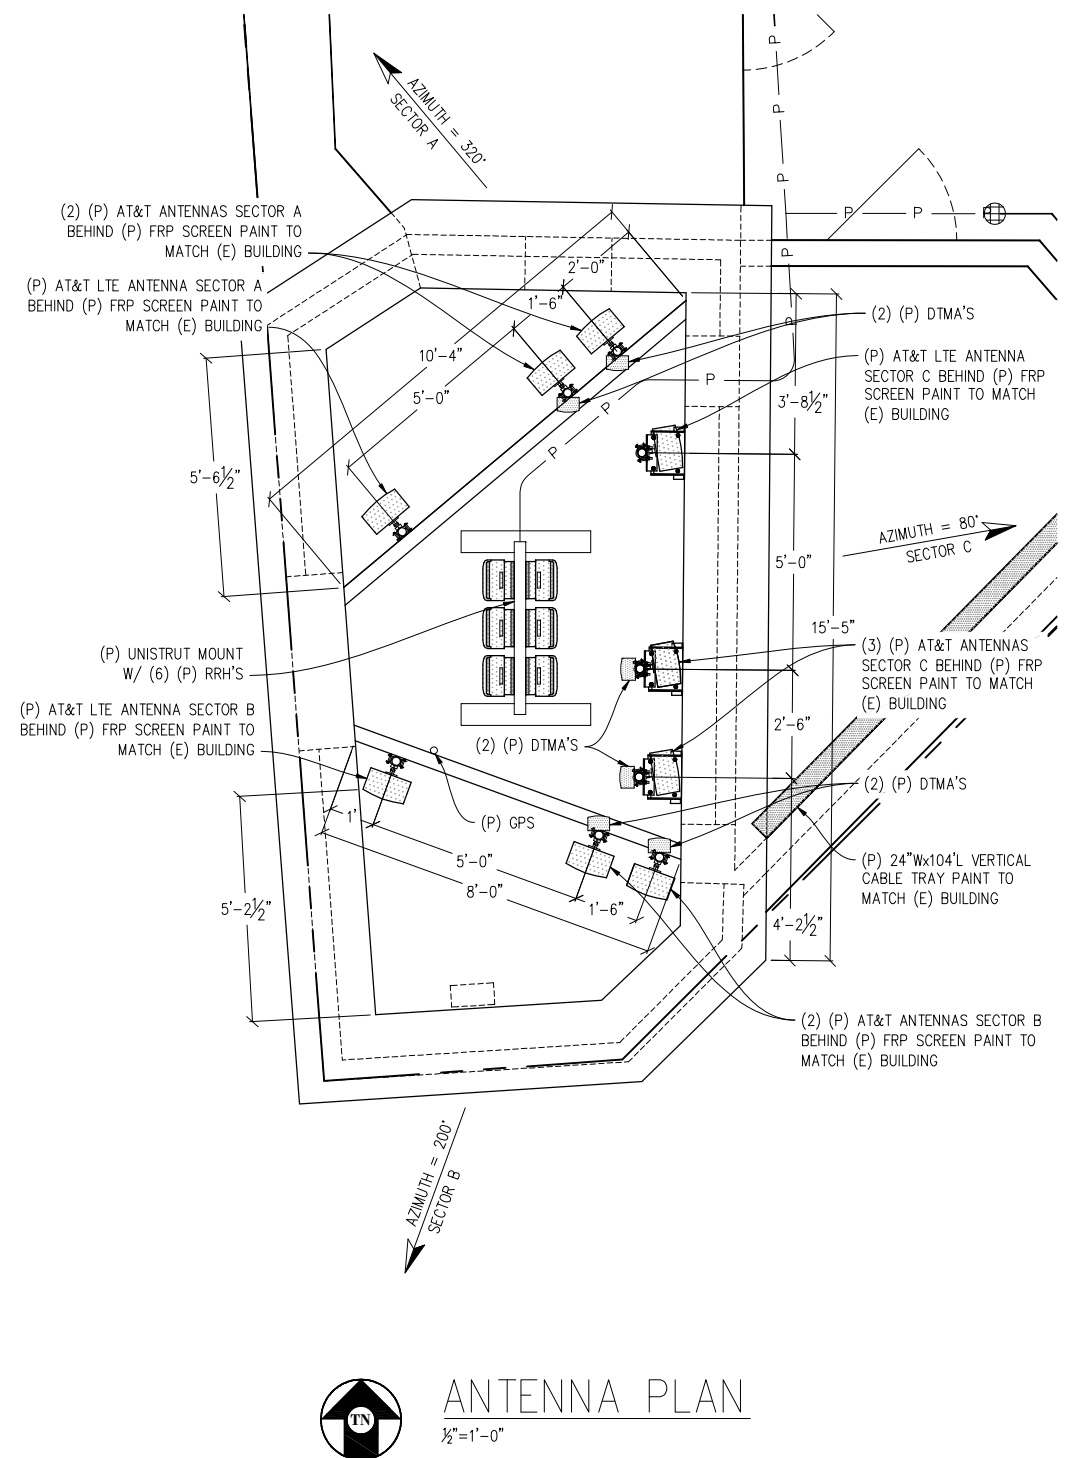 AZIMUTH = 320°
SECTOR A
P
P
P
P
P
P
P
(2) (P) AT&T ANTENNAS SECTOR A
BEHIND (P) FRP SCREEN PAINT TO
MATCH (E) BUILDING
(P) AT&T LTE ANTENNA SECTOR A
BEHIND (P) FRP SCREEN PAINT TO
MATCH (E) BUILDING
2'-0"
1'-6"
10'-4"
5'-0"
5'-6½"
(2) (P) DTMA'S
(P) AT&T LTE ANTENNA
SECTOR C BEHIND (P) FRP
SCREEN PAINT TO MATCH
(E) BUILDING
P
P
P
3'-8½"
AZIMUTH = 80°
SECTOR C
5'-0"
15'-5"
(P) UNISTRUT MOUNT
W/ (6) (P) RRH'S
(3) (P) AT&T ANTENNAS
SECTOR C BEHIND (P) FRP
SCREEN PAINT TO MATCH
(E) BUILDING
(P) AT&T LTE ANTENNA SECTOR B
BEHIND (P) FRP SCREEN PAINT TO
MATCH (E) BUILDING
2'-6"
(2) (P) DTMA'S
(2) (P) DTMA'S
1'
(P) GPS
5'-0"
8'-0"
1'-6"
5'-2½"
4'-2½"
(P) 24"Wx104'L VERTICAL
CABLE TRAY PAINT TO
MATCH (E) BUILDING
(2) (P) AT&T ANTENNAS SECTOR B
BEHIND (P) FRP SCREEN PAINT TO
MATCH (E) BUILDING
AZIMUTH = 200°
SECTOR B
TN
ANTENNA PLAN
½"=1'-0"